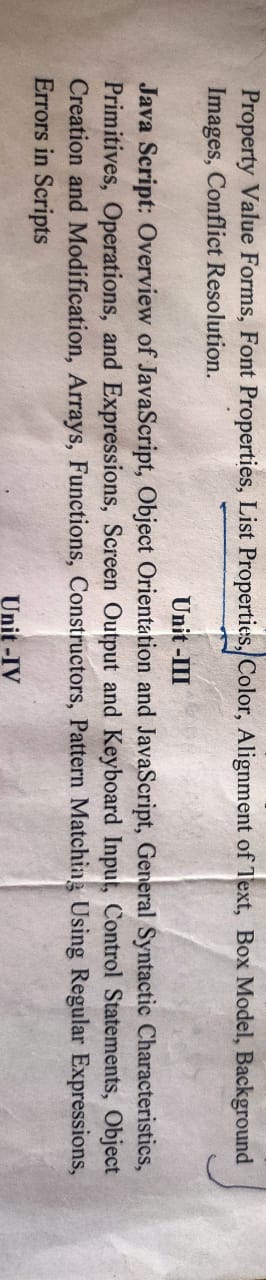 Property Value Forms, Font Properties, List Properties, Color, Alignment of Text, Box Model, Background
Images, Conflict Resolution.
Unit -III
Java Script: Overview of JavaScript, Object Orientation and JavaScript, General Syntactic Characteristics,
Primitives, Operations, and Expressions, Screen Output and Keyboard Input, Control Statements, Object
Creation and Modification, Arrays, Functions, Constructors, Pattern Matching Using Regular Expressions,
Errors in Scripts
Unit -IV